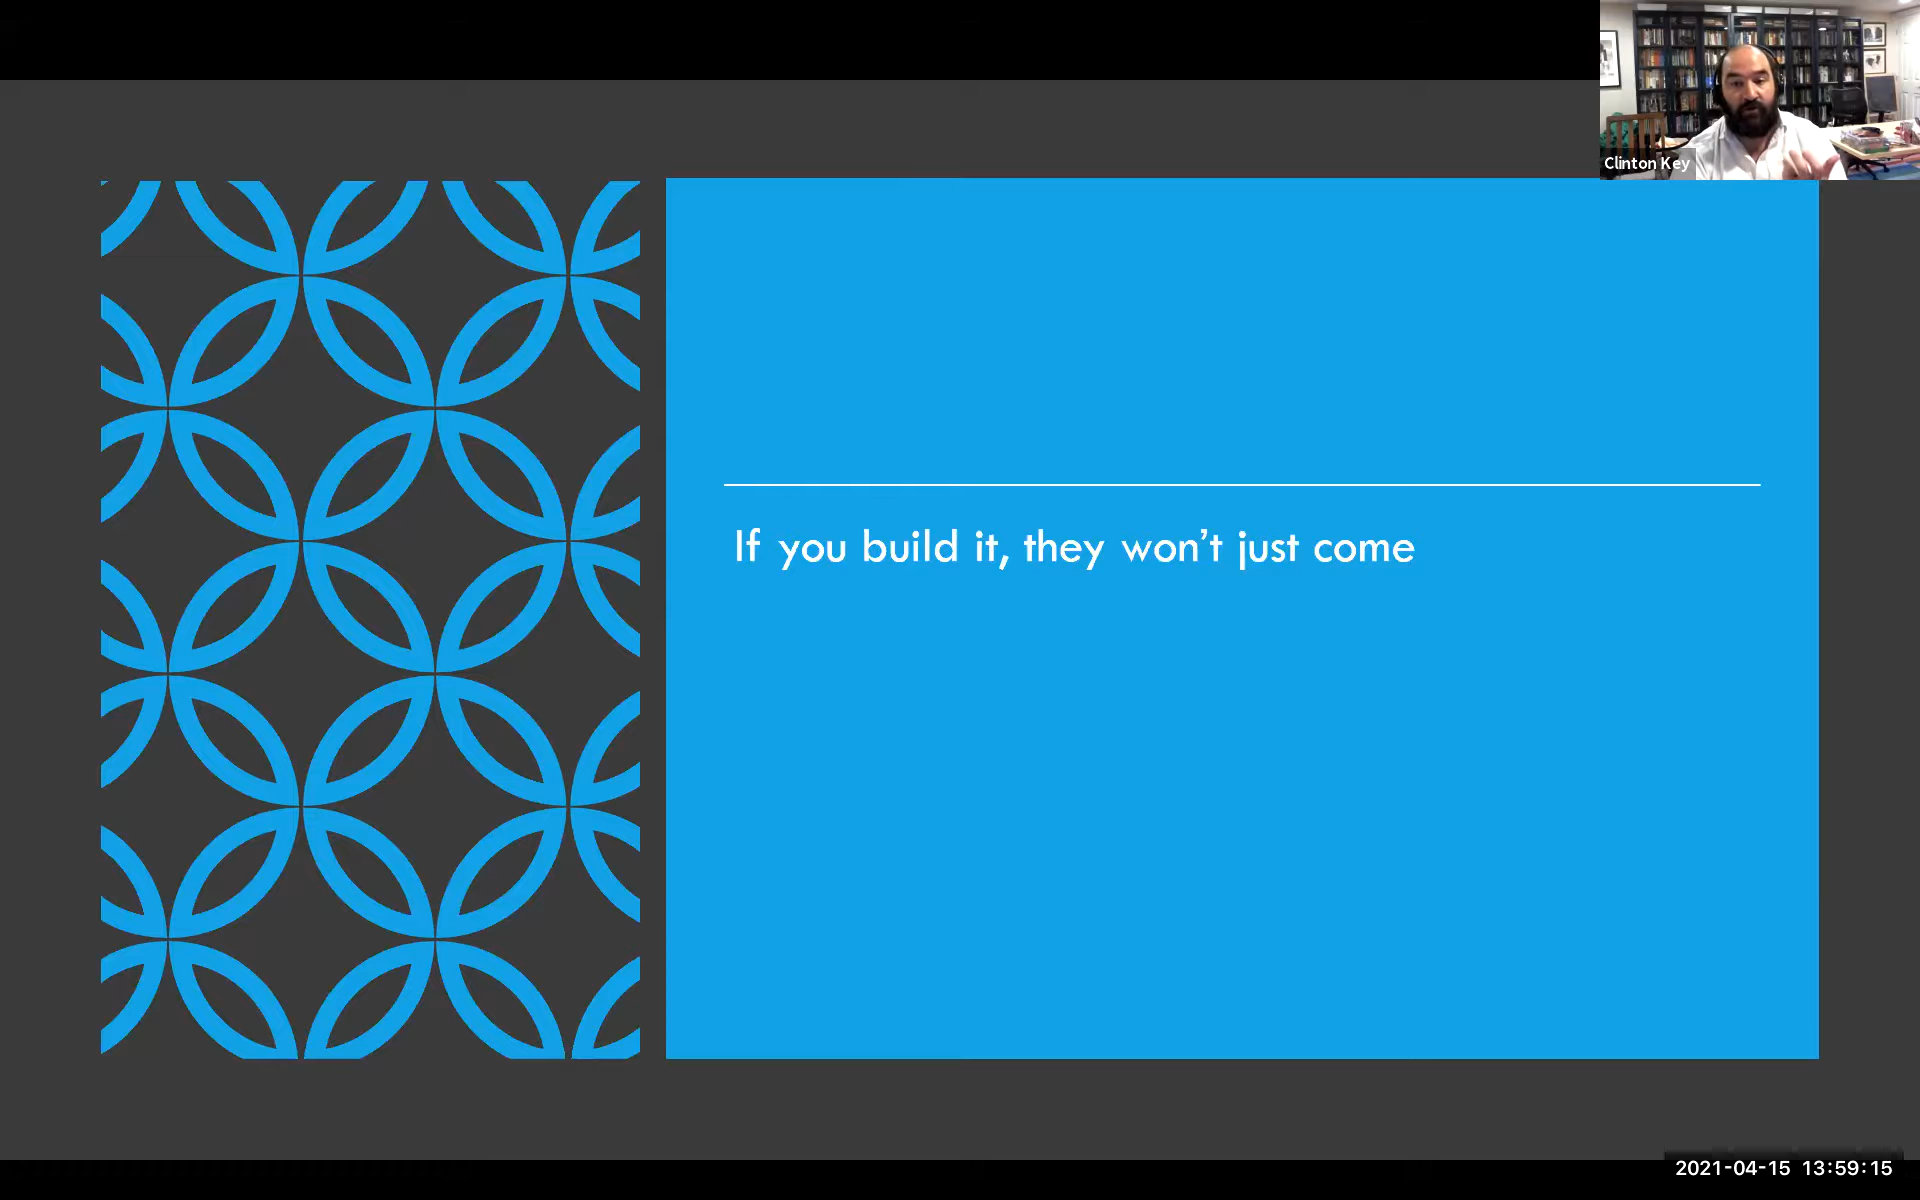 Clinton Key
If you build it, they won’t just come
2021-04-15 13:59:15